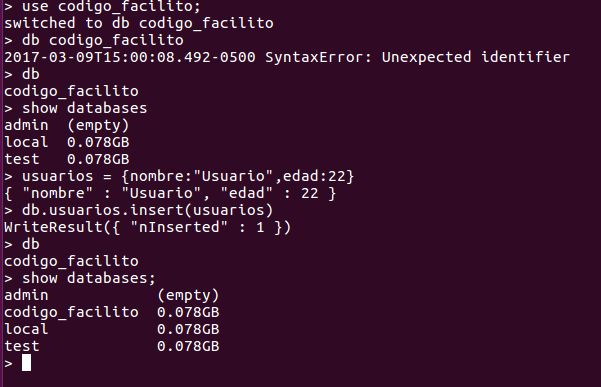 > use codigo_facilito;
switched to db codigo_facilito
> db codigo_facilito
2017-03-09T15:00:08.492-0500 SyntaxError: Unexpected identifier
> db
codigo_facilito
> show databases
admin  (empty)
local  0.078GB
test   0.078GB
> usuarios = {nombre:"Usuario",edad:22}
{ "nombre" : "Usuario", "edad" : 22 }
> db.usuarios.insert(usuarios)
WriteResult({ "nInserted" : 1 })
> db
codigo_facilito
> show databases;
admin            (empty)
codigo_facilito  0.078GB
local            0.078GB
test             0.078GB
>